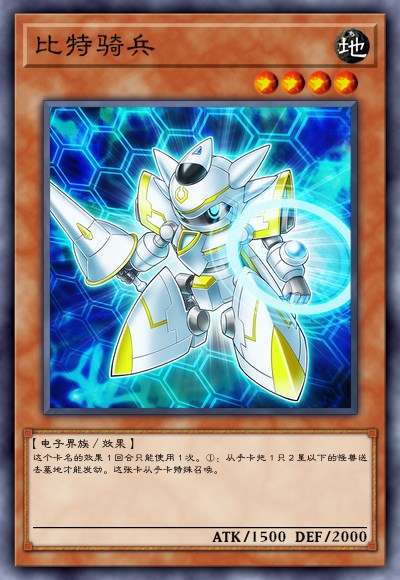 比特骑兵
地
【电子界族／效果】
这个卡名的效果１回合只能使用１次。①：从手卡把１只２星以下的怪兽送
去墓地才能发动。这张卡从手卡特殊召唤。
ATK/1500 DEF/2000